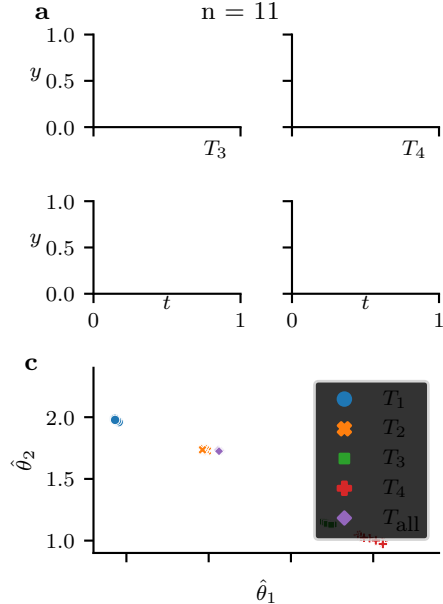 a n = 11
1.0
y
0.5
0.0
T3 T4
1.0
y
0.5
0.0
t t
0 1 0 1
c
2.0
θ̂2
1.5
1.0
T1
T2
T3
T4
Tall
θ̂1